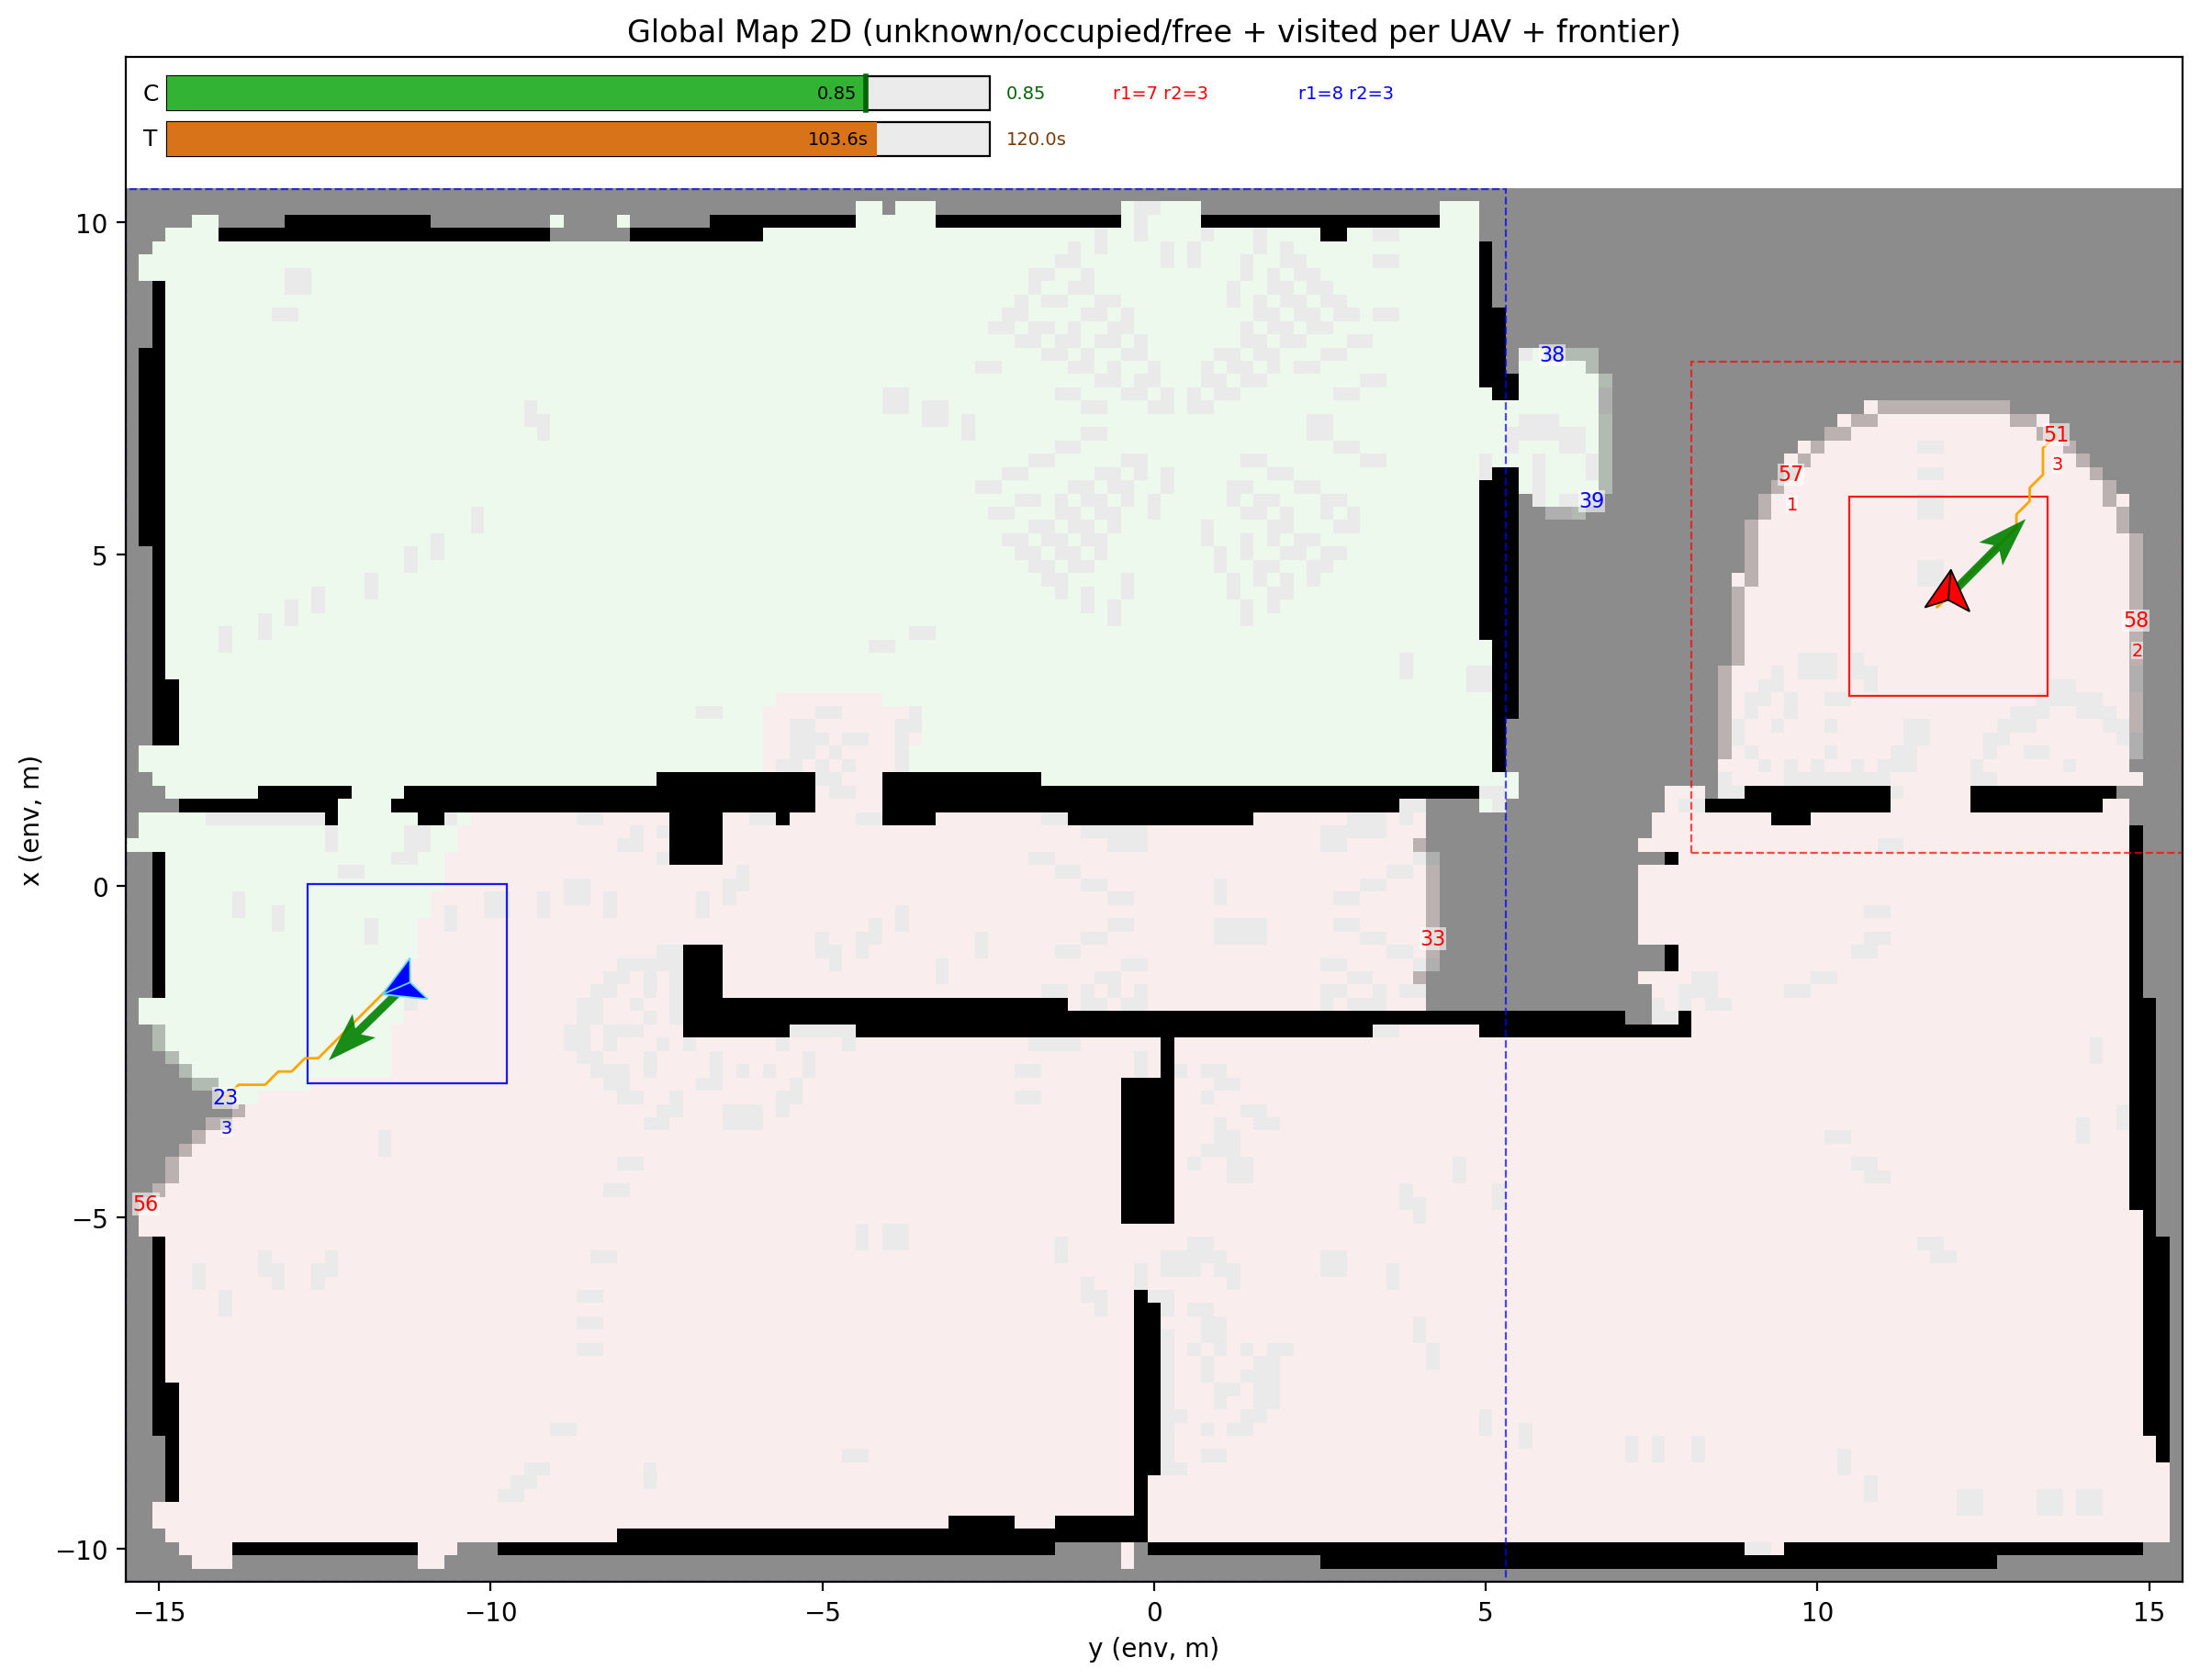 Global Map 2D (unknown/occupied/free + visited per UAV + frontier)
C 0.85 0.85 r1=7 r2=3 r1=8 r2=3
T 103.6s 120.0s
10
5
0
−5
−10
x (env, m)
38
39
51
3
57
1
58
2
33
23
3
56
−15 −10 −5 0 5 10 15
y (env, m)